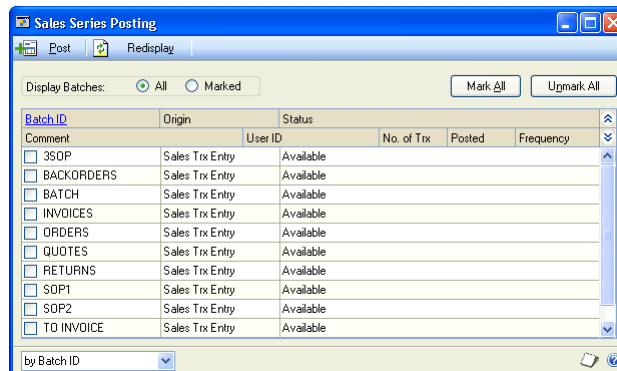 Sales Series Posting
Post Redisplay
Display Batches: All Marked Mark All Unmark All
Batch ID Origin Status
Comment User ID No. of Trx Posted Frequency
3SOP Sales Trx Entry Available
BACKORDERS Sales Trx Entry Available
BATCH Sales Trx Entry Available
INVOICES Sales Trx Entry Available
ORDERS Sales Trx Entry Available
QUOTES Sales Trx Entry Available
RETURNS Sales Trx Entry Available
SOP1 Sales Trx Entry Available
SOP2 Sales Trx Entry Available
TO INVOICE Sales Trx Entry Available
by Batch ID